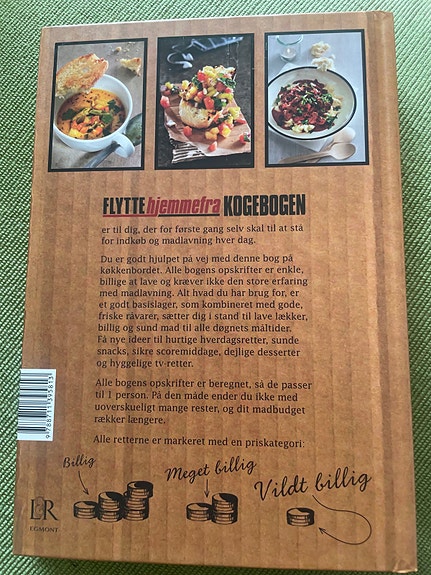 FLYTTE hjemmefra KOGEBOGEN
er til dig, der for første gang selv skal til at stå
for indkøb og madlavning hver dag.
Du er godt hjulpet på vej med denne bog på
køkkenbordet. Alle bogens opskrifter er enkle,
billige at lave og kræver ikke den store erfaring
med madlavning. Alt hvad du har brug for, er
et godt basislager, som kombineret med gode,
friske råvarer, sætter dig i stand til lave lækker,
billig og sund mad til alle døgnets måltider.
Få nye ideer til hurtige hverdagsretter, sunde
snacks, sikre scoremiddage, dejlige desserter
og hyggelige tv retter.
Alle bogens opskrifter er beregnet, så de passer
til 1 person. På den måde ender du ikke med
uoverskueligt mange rester, og dit madbudget
rækker længere.
Alle retterne er markeret med en priskategori:
Billig
Meget billig
Vildt billig
L&R
EGMONT
9788711395813